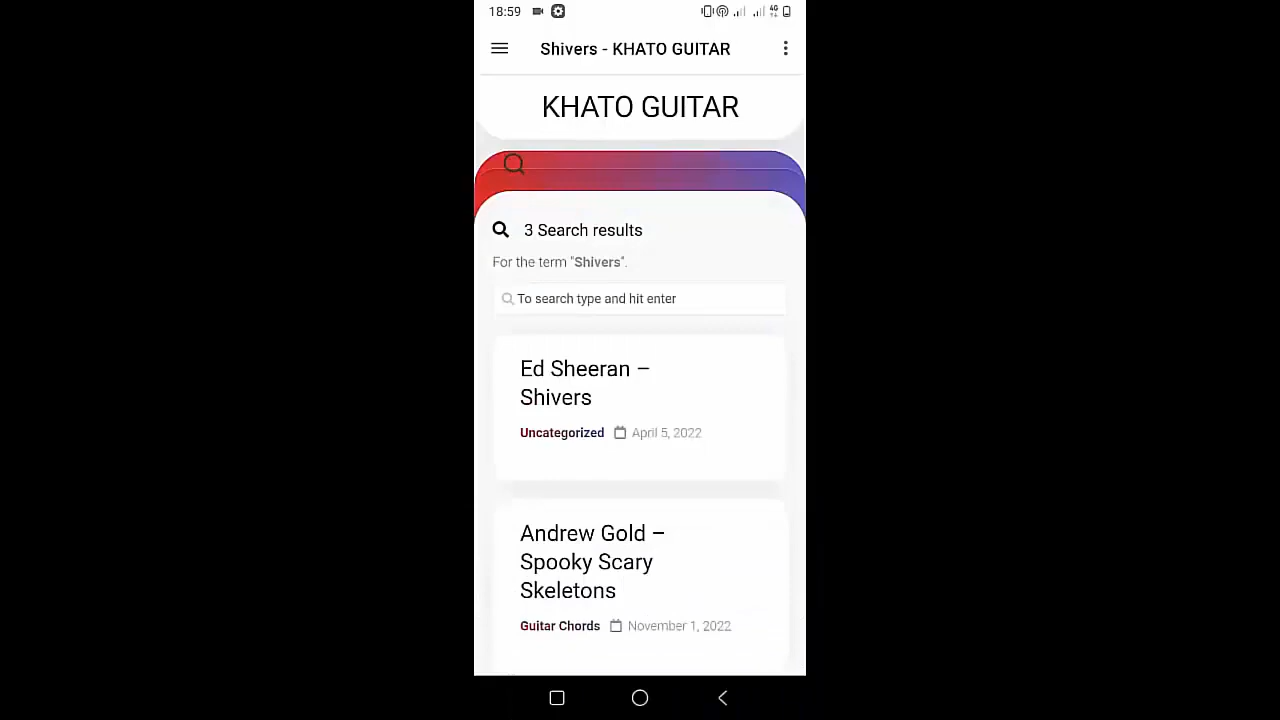 18:59
4G
Shivers - KHATO GUITAR
KHATO GUITAR
3 Search results
For the term "Shivers".
To search type and hit enter
Ed Sheeran –
Shivers
Uncategorized April 5, 2022
Andrew Gold –
Spooky Scary
Skeletons
Guitar Chords November 1, 2022